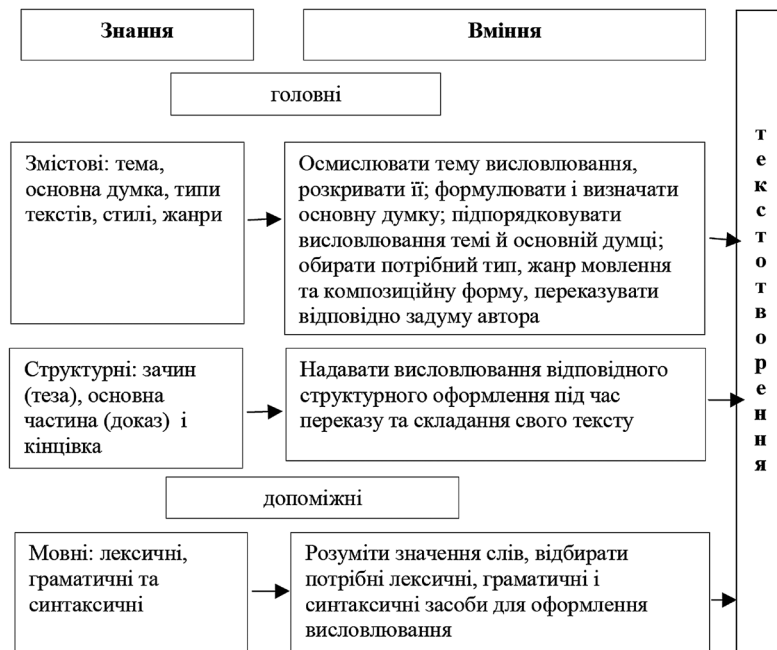 Знання
Вміння
головні
Змістові: тема,
основна думка, типи
текстів, стилі, жанри
Осмислювати тему висловлювання,
розкривати її; формулювати і визначати
основну думку; підпорядковувати
висловлювання темі й основній думці;
обирати потрібний тип, жанр мовлення
та композиційну форму, переказувати
відповідно задуму автора
Структурні: зачин
(теза), основна
частина (доказ) і
кінцівка
Надавати висловлювання відповідного
структурного оформлення під час
переказу та складання свого тексту
допоміжні
Мовні: лексичні,
граматичні та
синтаксичні
Розуміти значення слів, відбирати
потрібні лексичні, граматичні і
синтаксичні засоби для оформлення
висловлювання
текстотворення